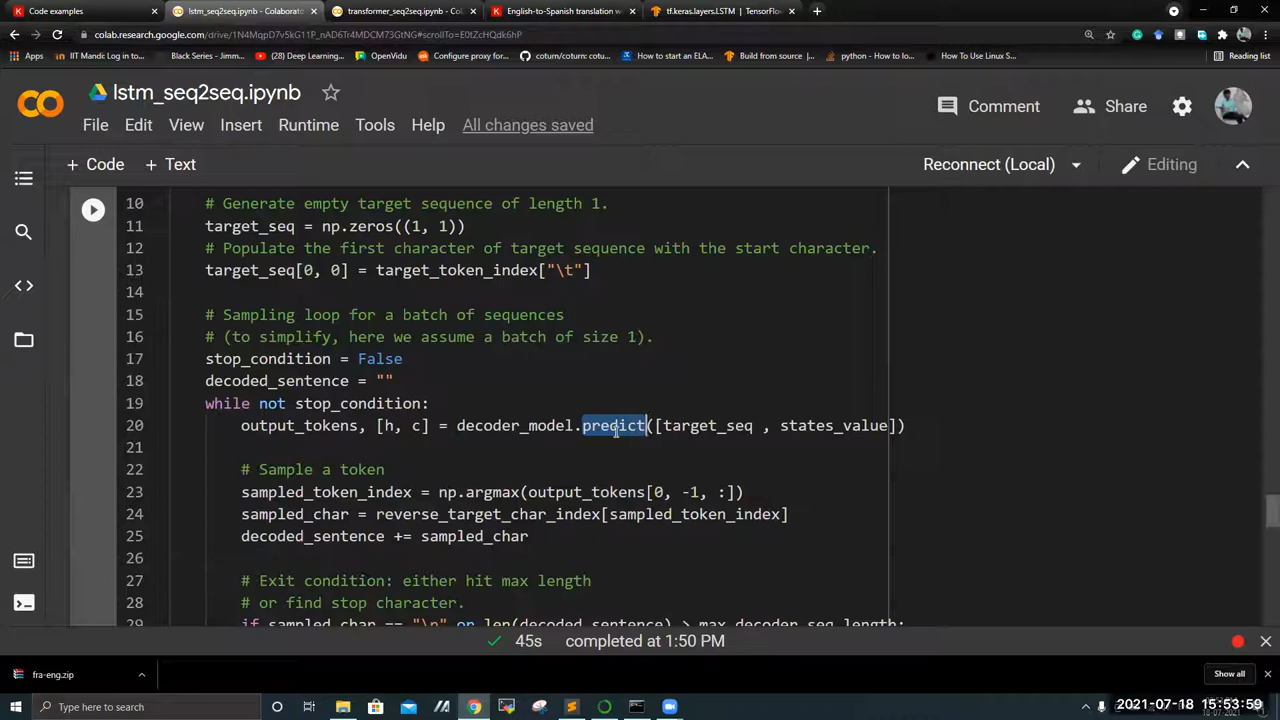 Code examples
lstm_seq2seq.ipynb - Colaborato
transformer_seq2seq.ipynb - Col
English-to-Spanish translation w
tf.keras.layers.LSTM | TensorFlow
colab.research.google.com/drive/1N4MqpD7v5kG1P_nAD6Tr4MDCM73GtNG#scrollTo=E0tZcHQdk6hP
Apps
IIT Mandi Log in to...
Black Series - Jimm...
(28) Deep Learning...
OpenVidu
Configure proxy for...
coturn/coturn: cotu...
How to start an ELA...
Build from source |...
python - How to lo...
How To Use Linux S...
Reading list
lstm_seq2seq.ipynb
Comment
Share
File Edit View Insert Runtime Tools Help All changes saved
+ Code + Text
Reconnect (Local)
Editing
10 # Generate empty target sequence of length 1.
11 target_seq = np.zeros((1, 1))
12 # Populate the first character of target sequence with the start character.
13 target_seq[0, 0] = target_token_index["\t"]
14
15 # Sampling loop for a batch of sequences
16 # (to simplify, here we assume a batch of size 1).
17 stop_condition = False
18 decoded_sentence = ""
19 while not stop_condition:
20 output_tokens, [h, c] = decoder_model.predict([target_seq , states_value])
21
22 # Sample a token
23 sampled_token_index = np.argmax(output_tokens[0, -1, :])
24 sampled_char = reverse_target_char_index[sampled_token_index]
25 decoded_sentence += sampled_char
26
27 # Exit condition: either hit max length
28 # or find stop character.
29 if sampled_char == "\n" or len(decoded_sentence) > max_decoder_seq_length:
45s completed at 1:50 PM
fra-eng.zip
Show all
Type here to search
2021-07-18 15:53:59